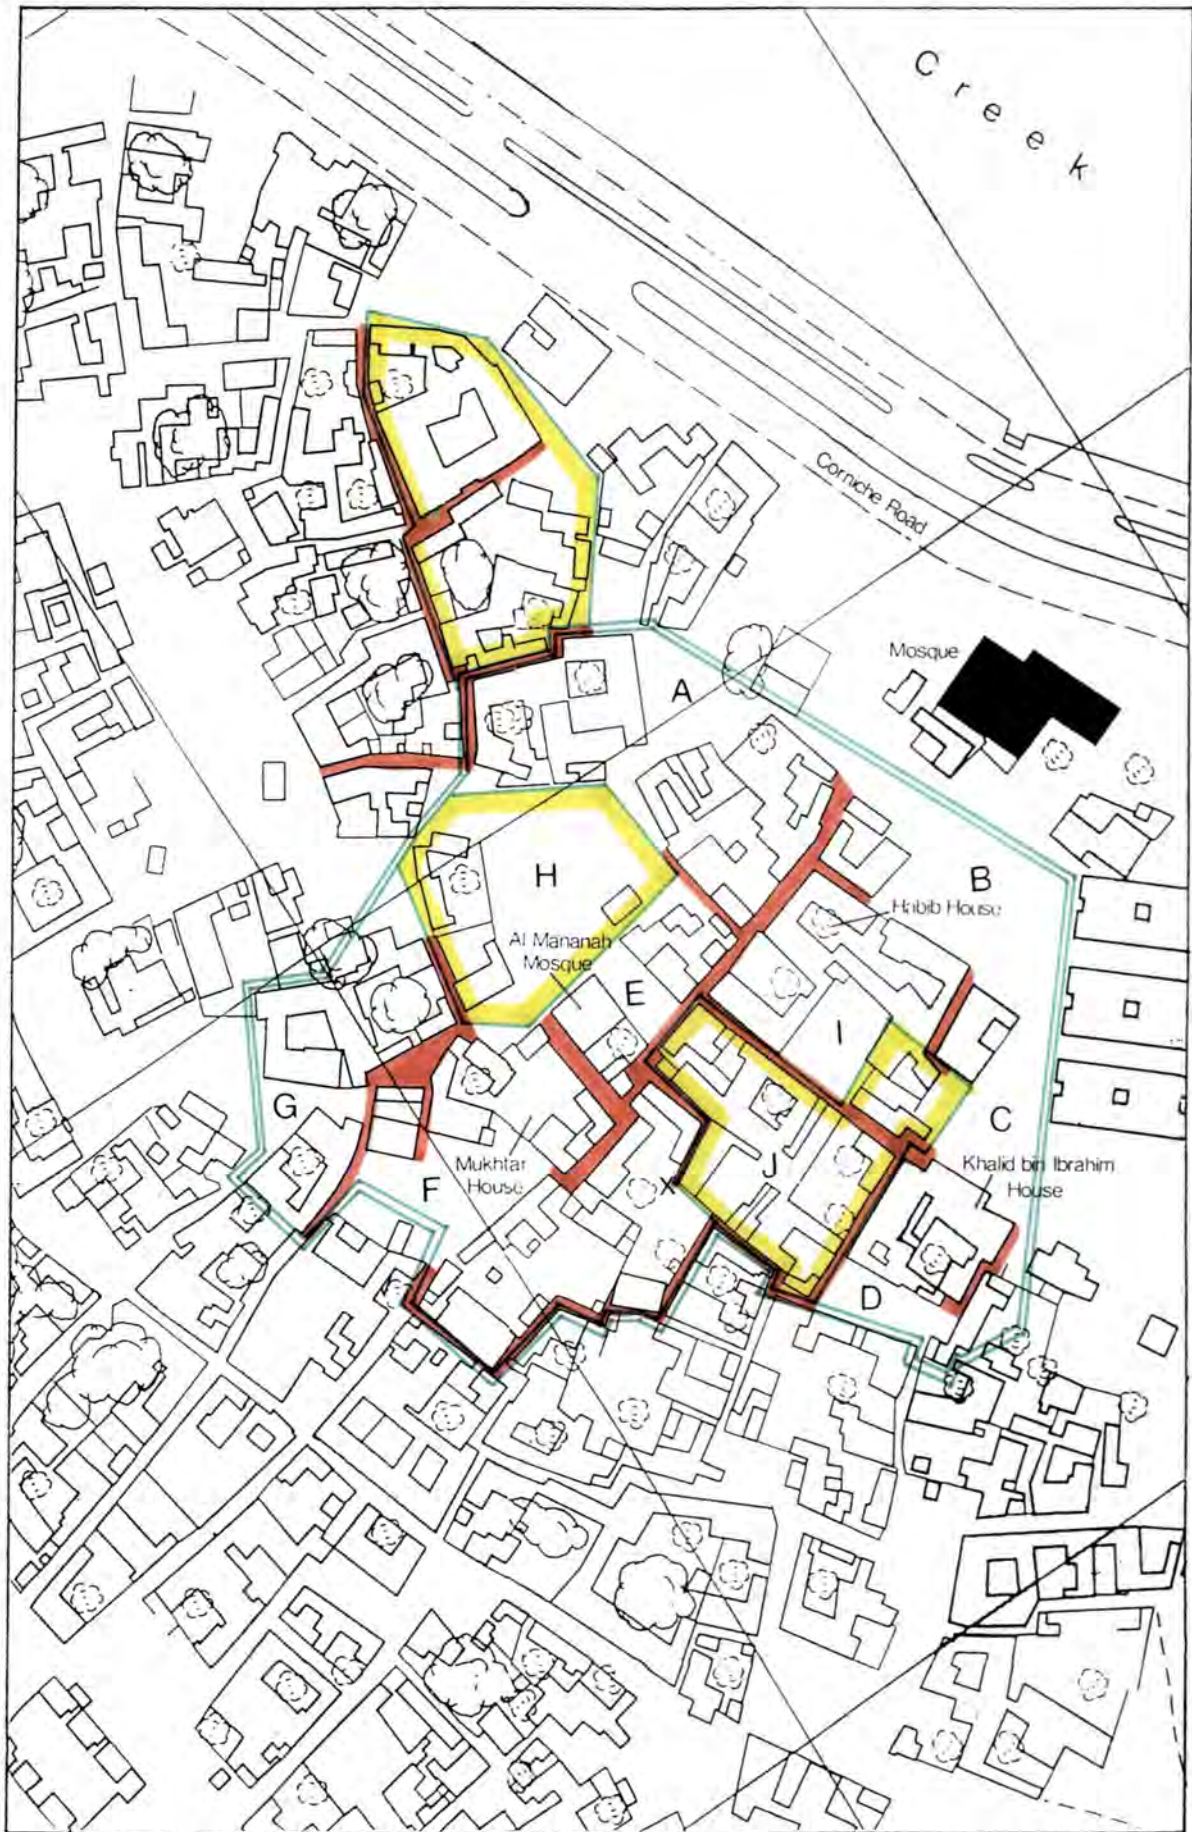 Creek
Corniche Road
Mosque
A
B
Habib House
H
Al Mananah
Mosque
E
I
C
G
J
Khalid bin Ibrahim
House
Mukhtar
House
F
X
D